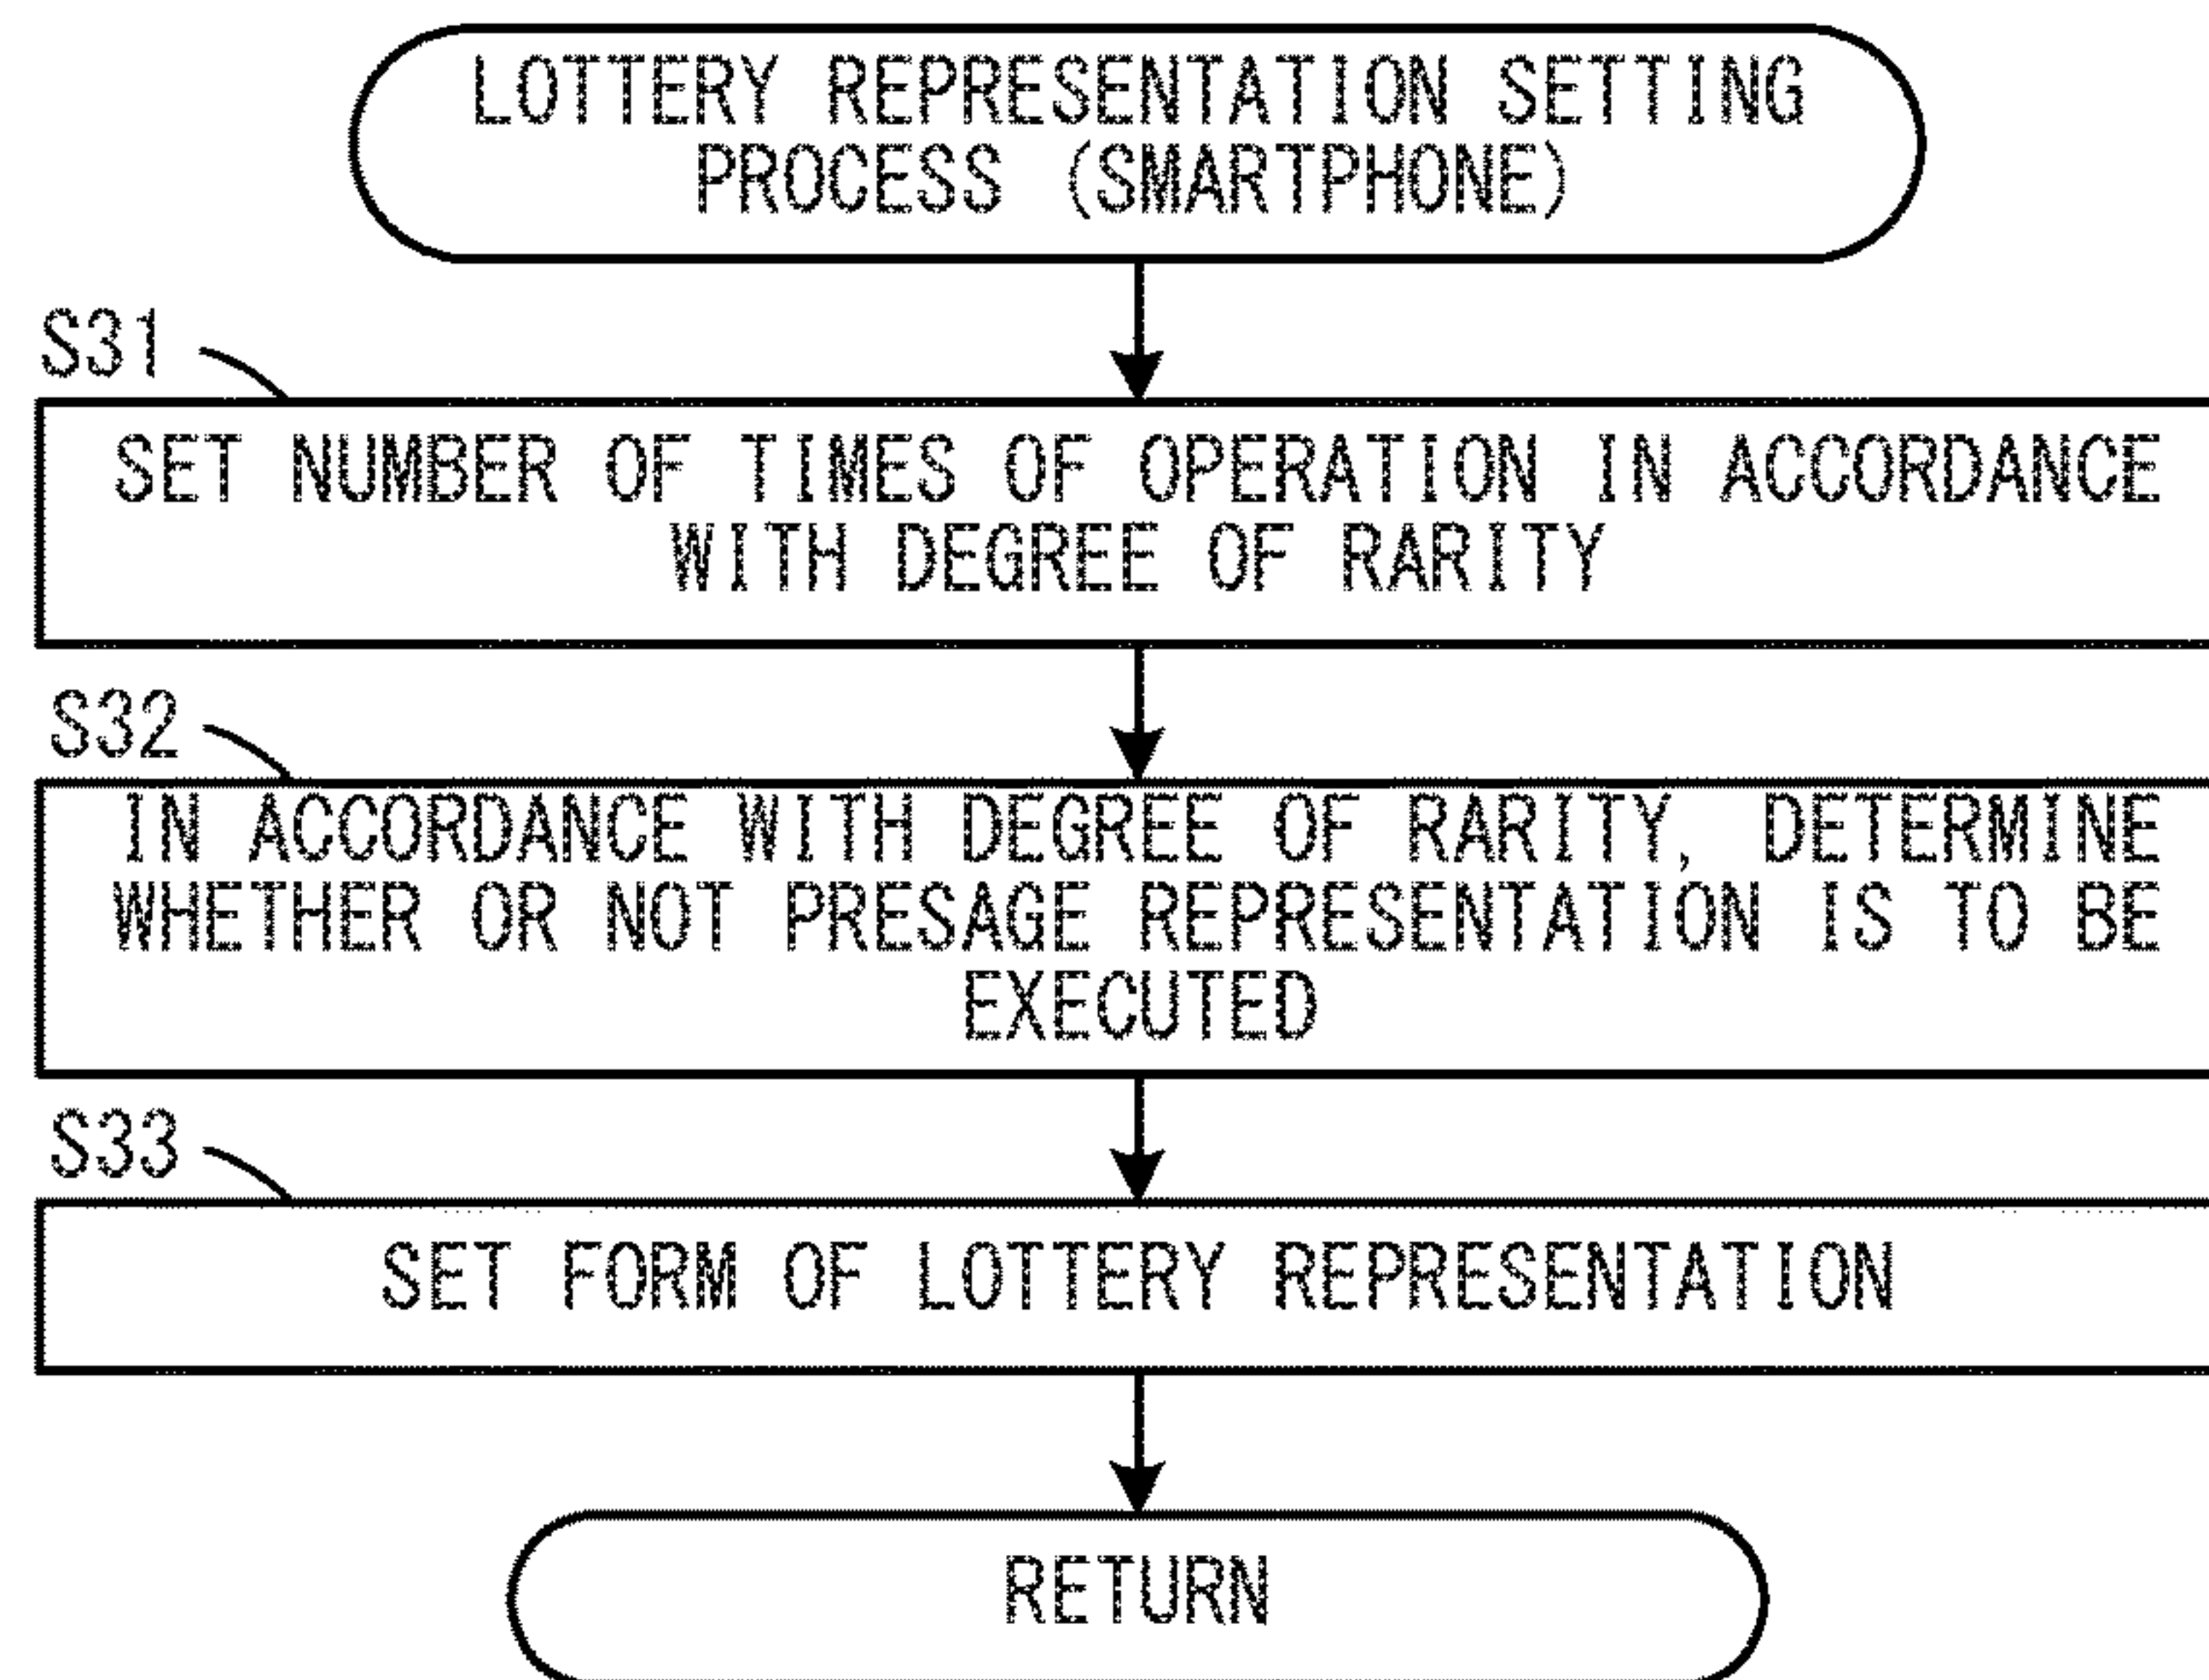 LOTTERY REPRESENTATION SETTING
PROCESS (SMARTPHONE)
S31
SET NUMBER OF TIMES OF OPERATION IN ACCORDANCE
WITH DEGREE OF RARITY
S32
IN ACCORDANCE WITH DEGREE OF RARITY, DETERMINE
WHETHER OR NOT PRESAGE REPRESENTATION IS TO BE
EXECUTED
S33
SET FORM OF LOTTERY REPRESENTATION
RETURN